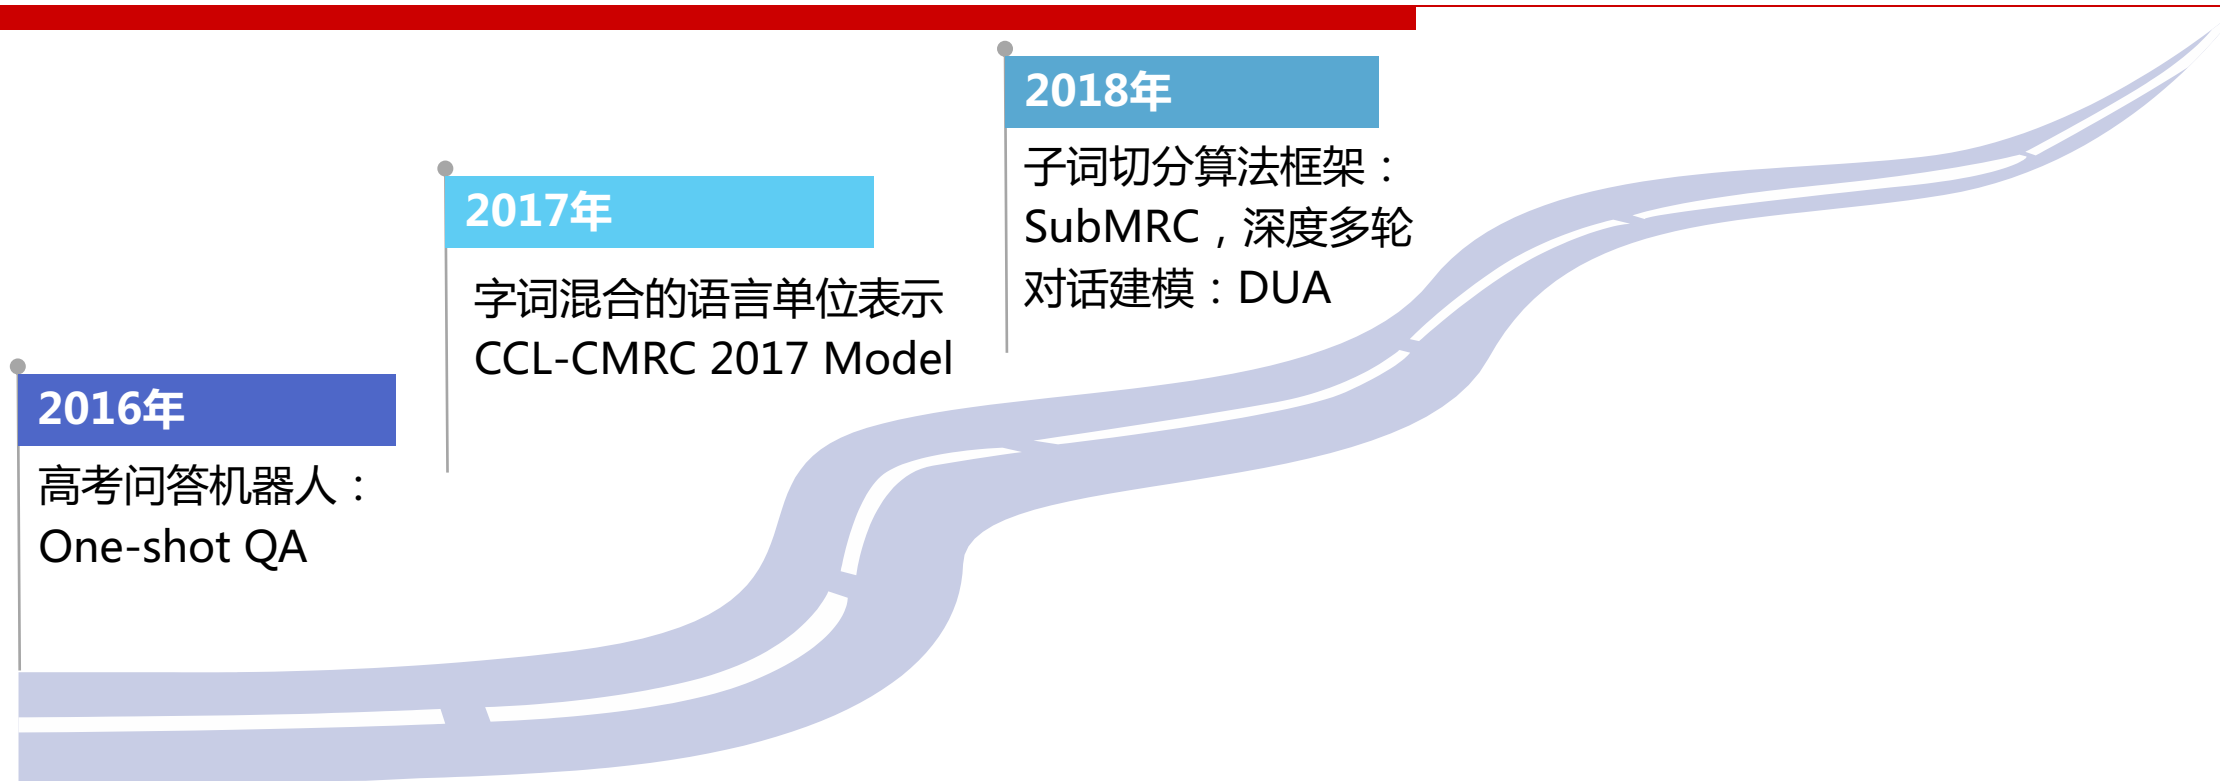 2016年
高考问答机器人：
One-shot QA
2017年
字词混合的语言单位表示
CCL-CMRC 2017 Model
2018年
子词切分算法框架：
SubMRC，深度多轮
对话建模：DUA